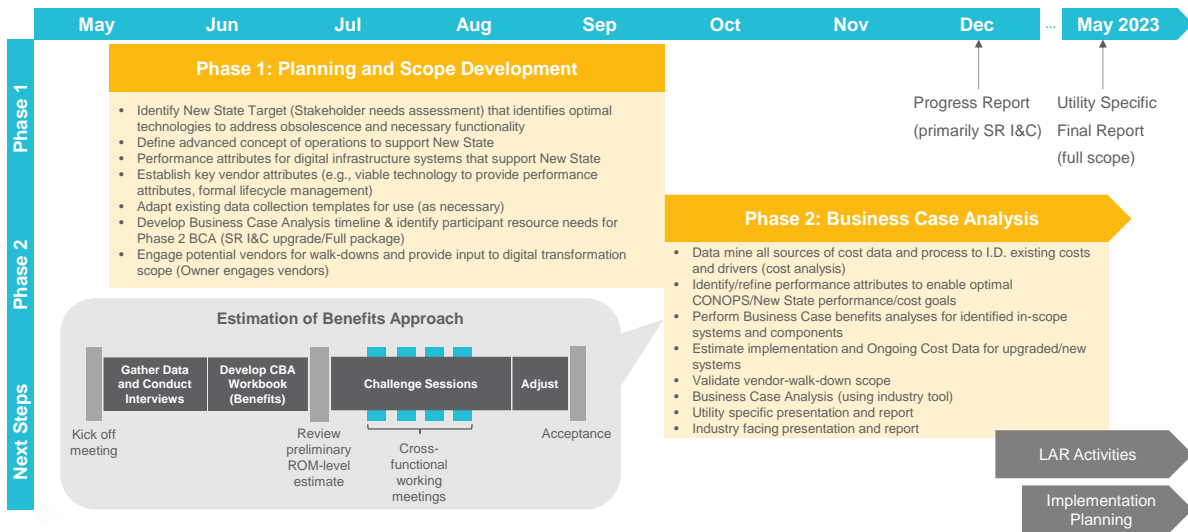 May Jun Jul Aug Sep Oct Nov Dec ... May 2023
Phase 1
Phase 2
Next Steps
Phase 1: Planning and Scope Development
• Identify New State Target (Stakeholder needs assessment) that identifies optimal
technologies to address obsolescence and necessary functionality
• Define advanced concept of operations to support New State
• Performance attributes for digital infrastructure systems that support New State
• Establish key vendor attributes (e.g., viable technology to provide performance
attributes, formal lifecycle management)
• Adapt existing data collection templates for use (as necessary)
• Develop Business Case Analysis timeline & identify participant resource needs for
Phase 2 BCA (SR I&C upgrade/Full package)
• Engage potential vendors for walk-downs and provide input to digital transformation
scope (Owner engages vendors)
Progress Report
(primarily SR I&C)
Utility Specific
Final Report
(full scope)
Phase 2: Business Case Analysis
• Data mine all sources of cost data and process to I.D. existing costs
and drivers (cost analysis)
• Identify/refine performance attributes to enable optimal
CONOPS/New State performance/cost goals
• Perform Business Case benefits analyses for identified in-scope
systems and components
• Estimate implementation and Ongoing Cost Data for upgraded/new
systems
• Validate vendor-walk-down scope
• Business Case Analysis (using industry tool)
• Utility specific presentation and report
• Industry facing presentation and report
Estimation of Benefits Approach
Gather Data
and Conduct
Interviews
Develop CBA
Workbook
(Benefits)
Challenge Sessions
Adjust
Kick off
meeting
Review
preliminary
ROM-level
estimate
Cross-
functional
working
meetings
Acceptance
LAR Activities
Implementation
Planning